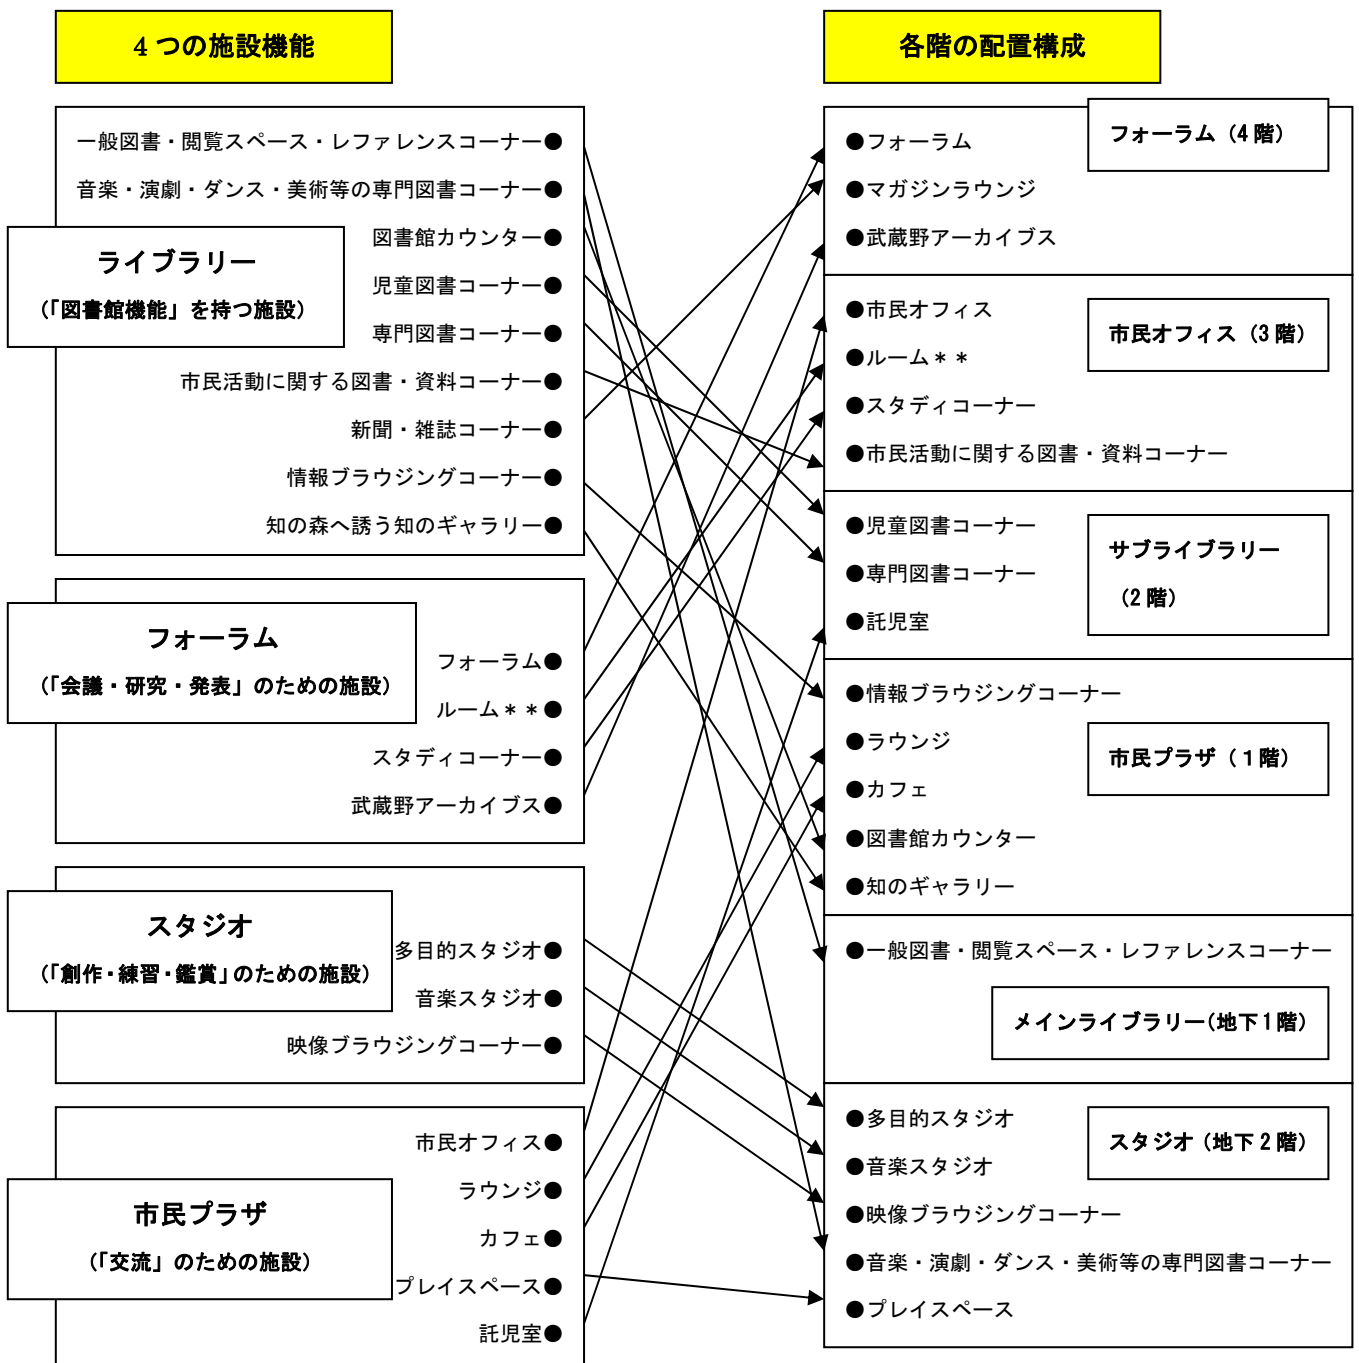 4つの施設機能
一般図書・閲覧スペース・レファレンスコーナー●
音楽・演劇・ダンス・美術等の専門図書コーナー●
図書館カウンター●
児童図書コーナー●
専門図書コーナー●
市民活動に関する図書・資料コーナー●
新聞・雑誌コーナー●
情報ブラウジングコーナー●
知の森へ誘う知のギャラリー●
ライブラリー
(「図書館機能」を持つ施設)
フォーラム
(「会議・研究・発表」のための施設)
フォーラム●
ルーム＊＊●
スタディコーナー●
武蔵野アーカイブス●
スタジオ
(「創作・練習・鑑賞」のための施設)
多目的スタジオ●
音楽スタジオ●
映像ブラウジングコーナー●
市民オフィス●
ラウンジ●
カフェ●
プレイスペース●
託児室●
市民プラザ
(「交流」のための施設)
各階の配置構成
フォーラム（4階）
●フォーラム
●マガジンラウンジ
●武蔵野アーカイブス
市民オフィス（3階）
●市民オフィス
●ルーム＊＊
●スタディコーナー
●市民活動に関する図書・資料コーナー
サブライブラリー
（2階）
●児童図書コーナー
●専門図書コーナー
●託児室
市民プラザ（1階）
●情報ブラウジングコーナー
●ラウンジ
●カフェ
●図書館カウンター
●知のギャラリー
●一般図書・閲覧スペース・レファレンスコーナー
メインライブラリー(地下1階)
スタジオ（地下2階）
●多目的スタジオ
●音楽スタジオ
●映像ブラウジングコーナー
●音楽・演劇・ダンス・美術等の専門図書コーナー
●プレイスペース